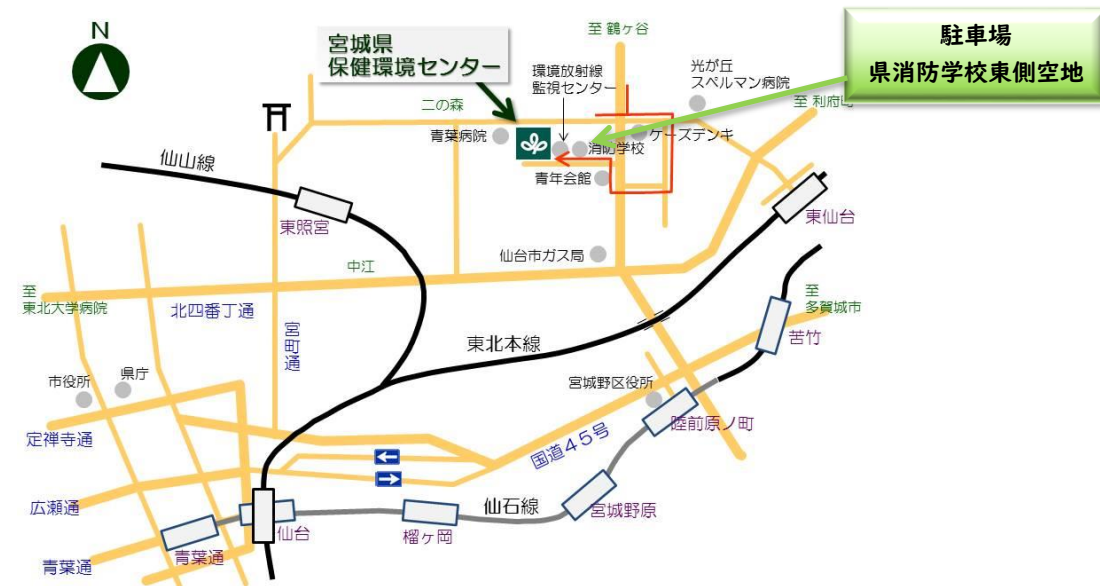 N
宮城県
保健環境センター
至 鶴ヶ谷
駐車場
県消防学校東側空地
環境放射線
監視センター
光が丘
スペルマン病院
二の森
至 利府町
青葉病院
消防学校
ケーズデンキ
青年会館
仙山線
東照宮
東仙台
仙台市ガス局
中江
至
東北大学病院
北四番丁通
宮町通
至
多賀城市
東北本線
苦竹
市役所
県庁
宮城野区役所
陸前原ノ町
定禅寺通
国道45号
広瀬通
仙石線
宮城野原
仙台
榴ヶ岡
青葉通
青葉通